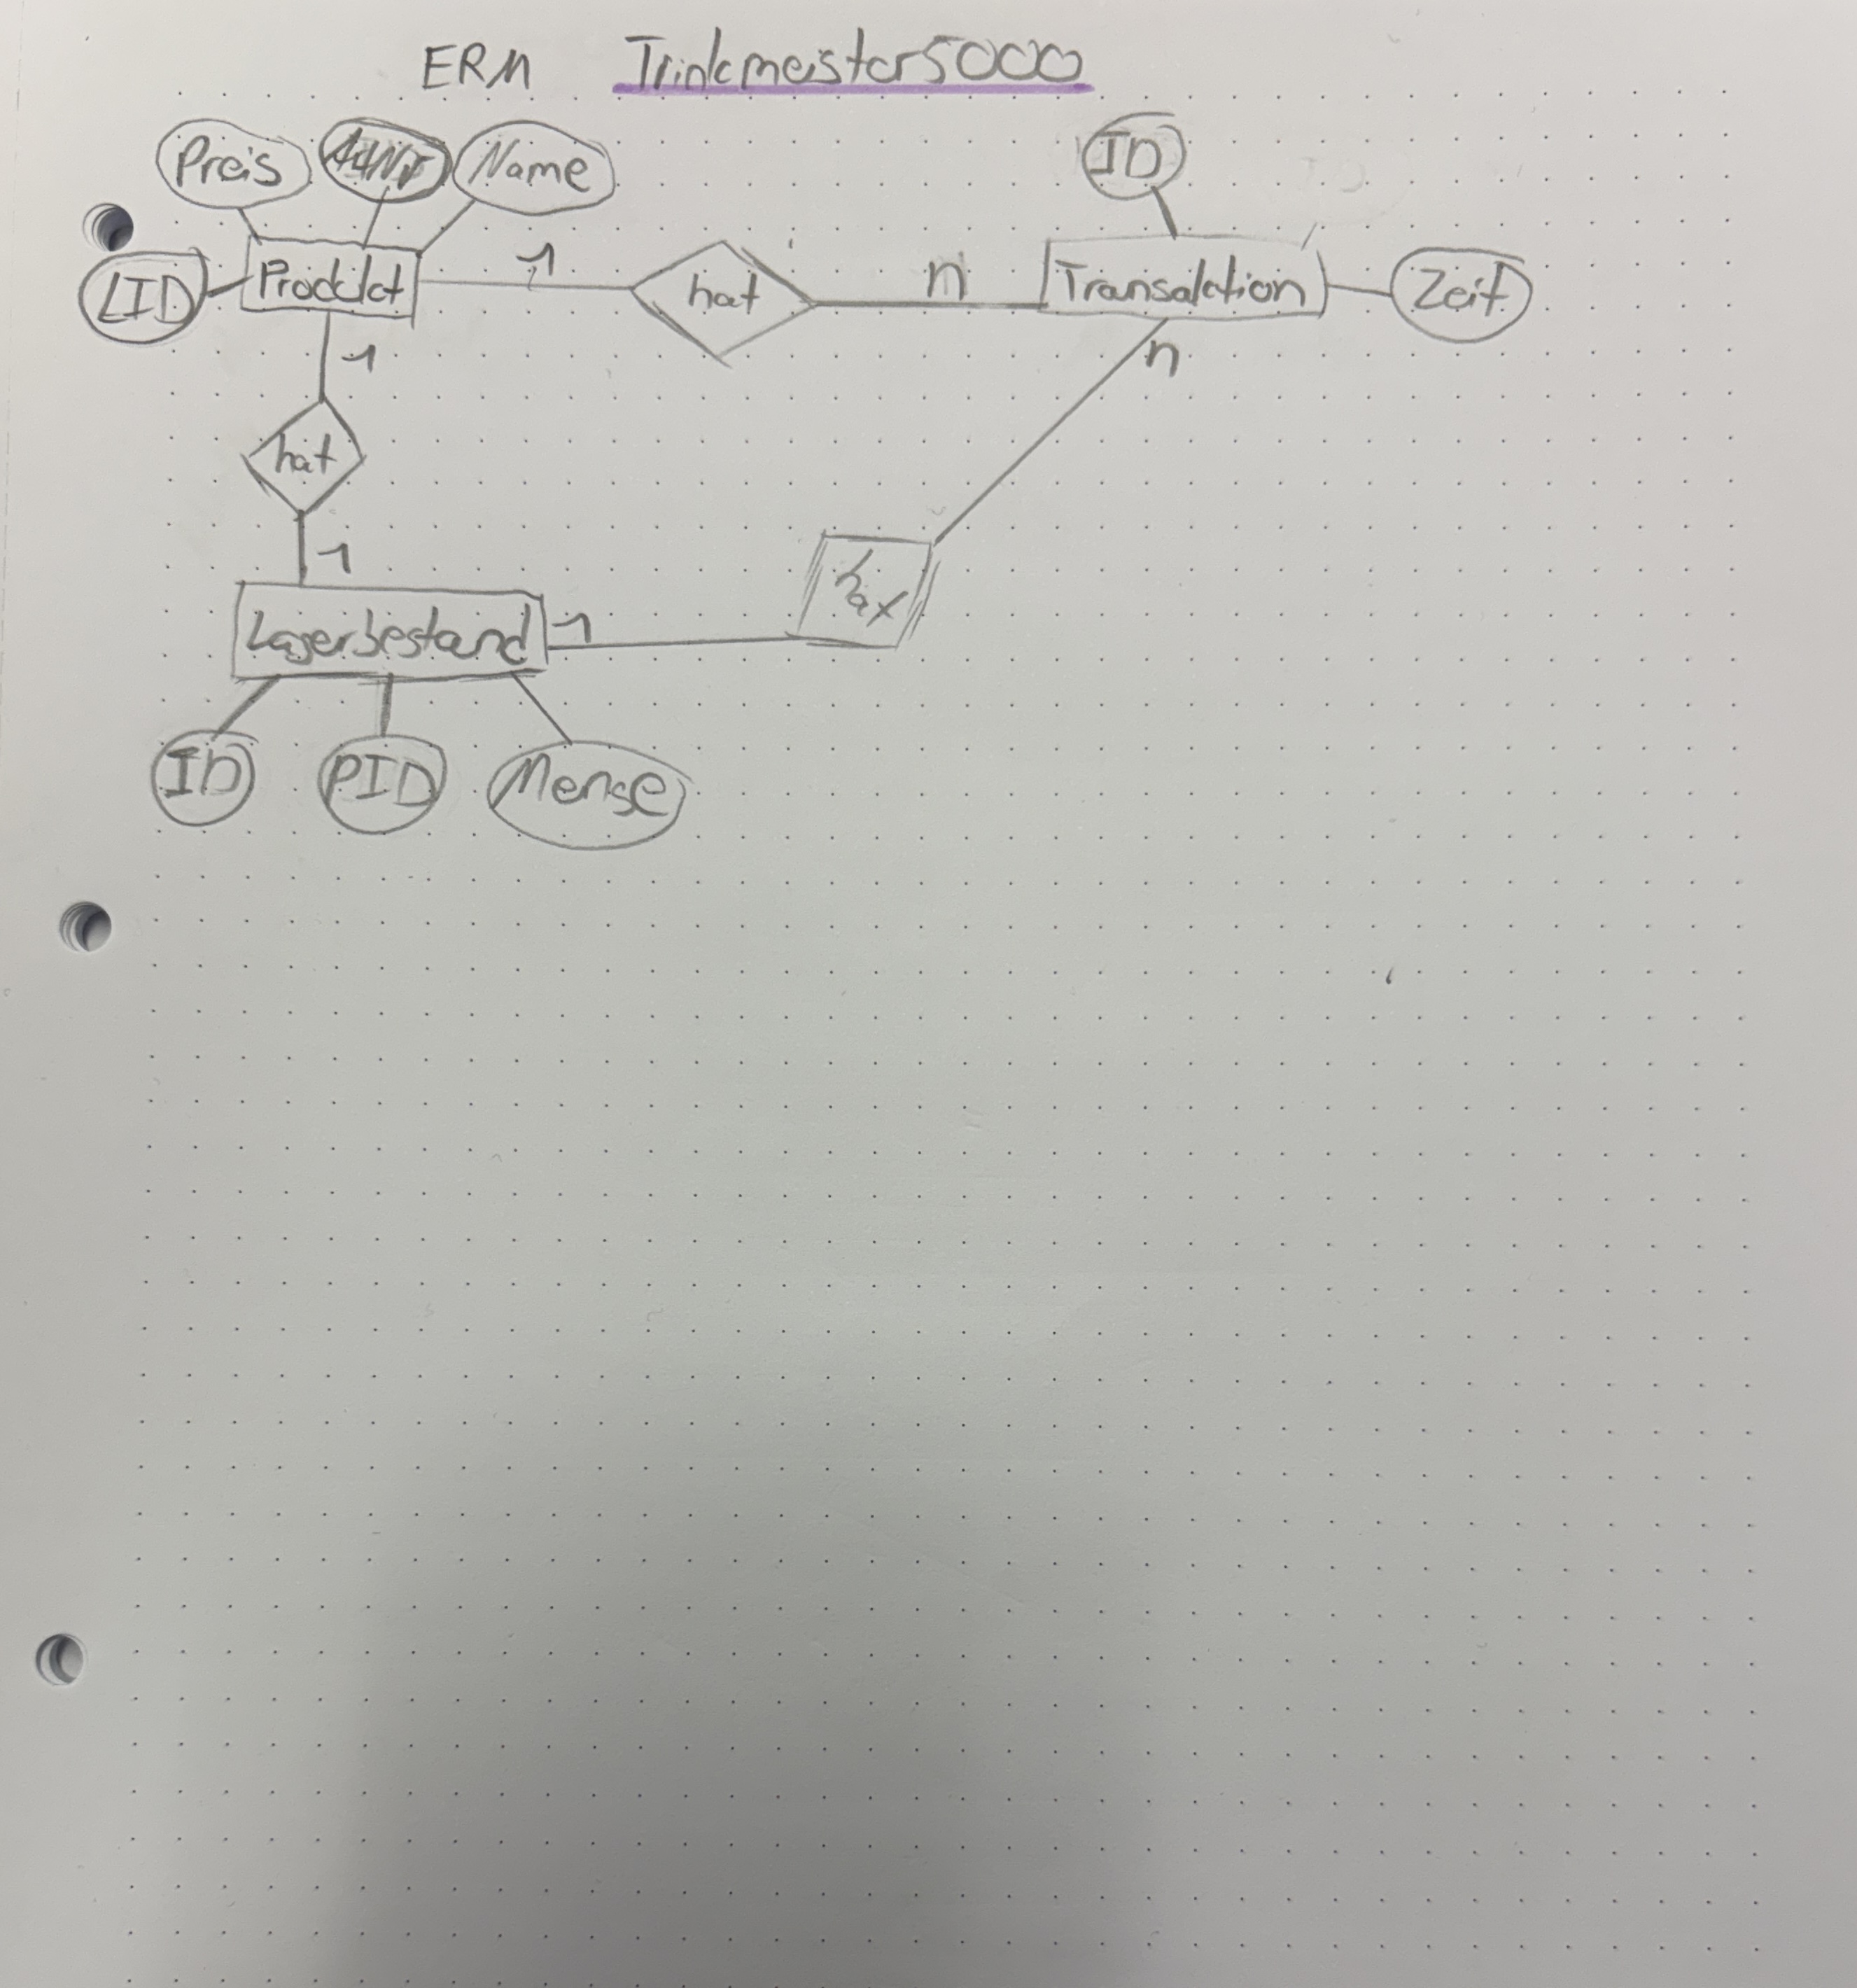 ERM Trinkmeister5000
Preis Name ID
LID Produkt 1 hat n Transaktion Zeit
1 n
hat
1
hat
Lagerbestand 1
ID PID Menge